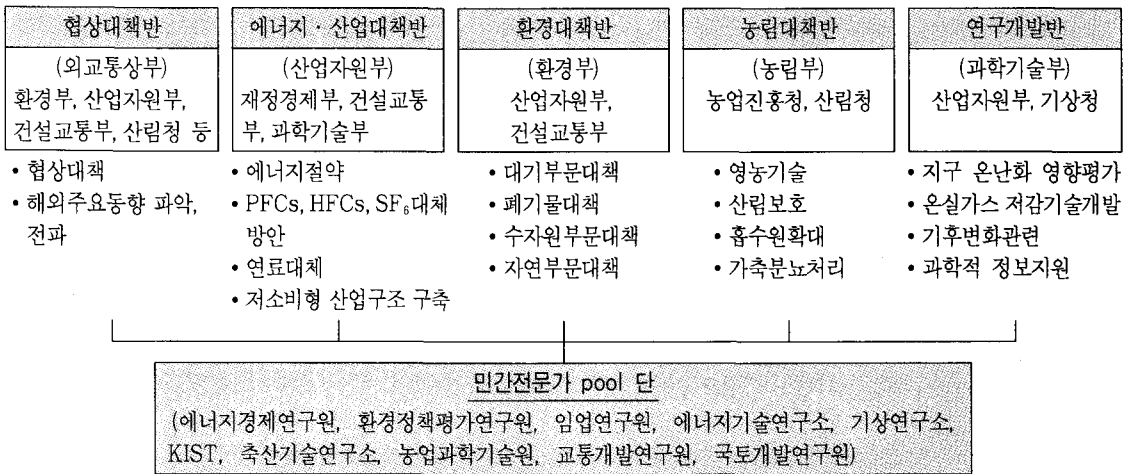 협상대책반
(외교통상부)
환경부, 산업자원부,
건설교통부, 산림청 등
• 협상대책
• 해외주요동향 파악,
전파
에너지 · 산업대책반
(산업자원부)
재정경제부, 건설교통
부, 과학기술부
• 에너지절약
• PFCs, HFCs, SF₆대체
방안
• 연료대체
• 저소비형 산업구조 구축
환경대책반
(환경부)
산업자원부,
건설교통부
• 대기부문대책
• 폐기물대책
• 수자원부문대책
• 자연부문대책
농림대책반
(농림부)
농업진흥청, 산림청
• 영농기술
• 산림보호
• 흡수원확대
• 가축분뇨처리
연구개발반
(과학기술부)
산업자원부, 기상청
• 지구 온난화 영향평가
• 온실가스 저감기술개발
• 기후변화관련
• 과학적 정보지원
민간전문가 pool 단
(에너지경제연구원, 환경정책평가연구원, 임업연구원, 에너지기술연구소, 기상연구소,
KIST, 축산기술연구소, 농업과학기술원, 교통개발연구원, 국토개발연구원)